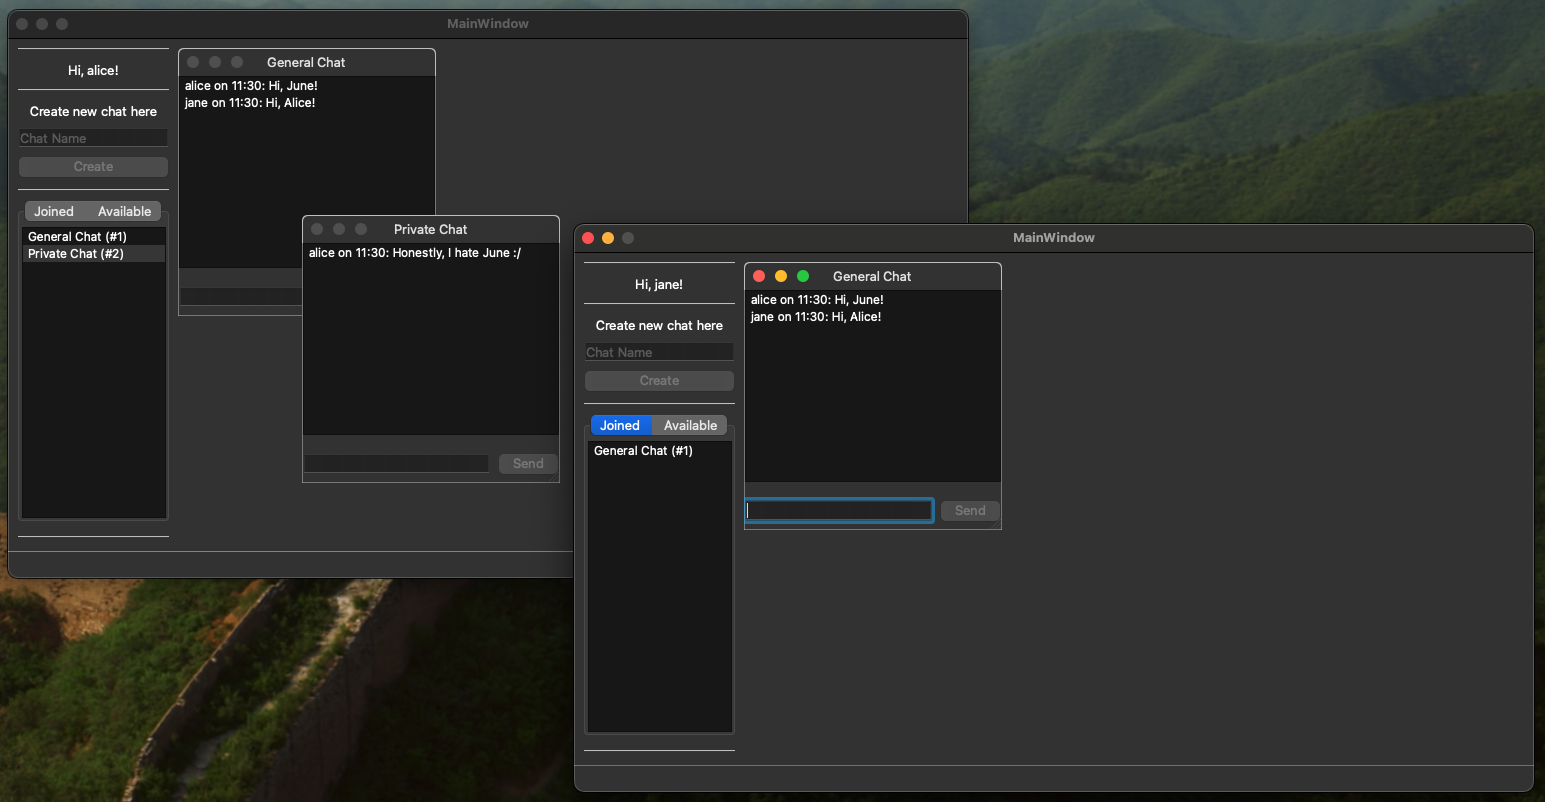 MainWindow
Hi, alice!
Create new chat here
Chat Name
Create
Joined Available
General Chat (#1)
Private Chat (#2)
General Chat
alice on 11:30: Hi, June!
jane on 11:30: Hi, Alice!
Private Chat
alice on 11:30: Honestly, I hate June :/
Send
MainWindow
Hi, jane!
Create new chat here
Chat Name
Create
Joined Available
General Chat (#1)
General Chat
alice on 11:30: Hi, June!
jane on 11:30: Hi, Alice!
Send